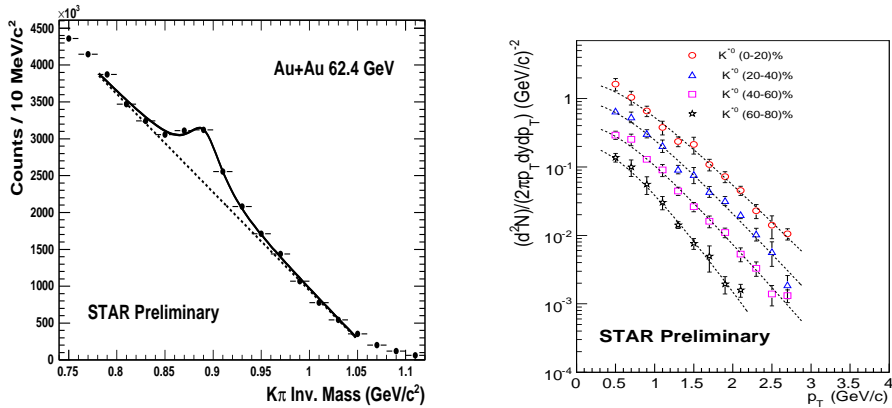 ×10³
Counts / 10 MeV/c²
4500
4000
3500
3000
2500
2000
1500
1000
500
0
Au+Au 62.4 GeV
STAR Preliminary
0.75 0.8 0.85 0.9 0.95 1 1.05 1.1
Kπ Inv. Mass (GeV/c²)
(d²N)/(2πp_T dydp_T) (GeV/c)⁻²
1
10⁻¹
10⁻²
10⁻³
10⁻⁴
K*⁰ (0-20)%
K*⁰ (20-40)%
K*⁰ (40-60)%
K*⁰ (60-80)%
STAR Preliminary
0 0.5 1 1.5 2 2.5 3 3.5 4
p_T (GeV/c)